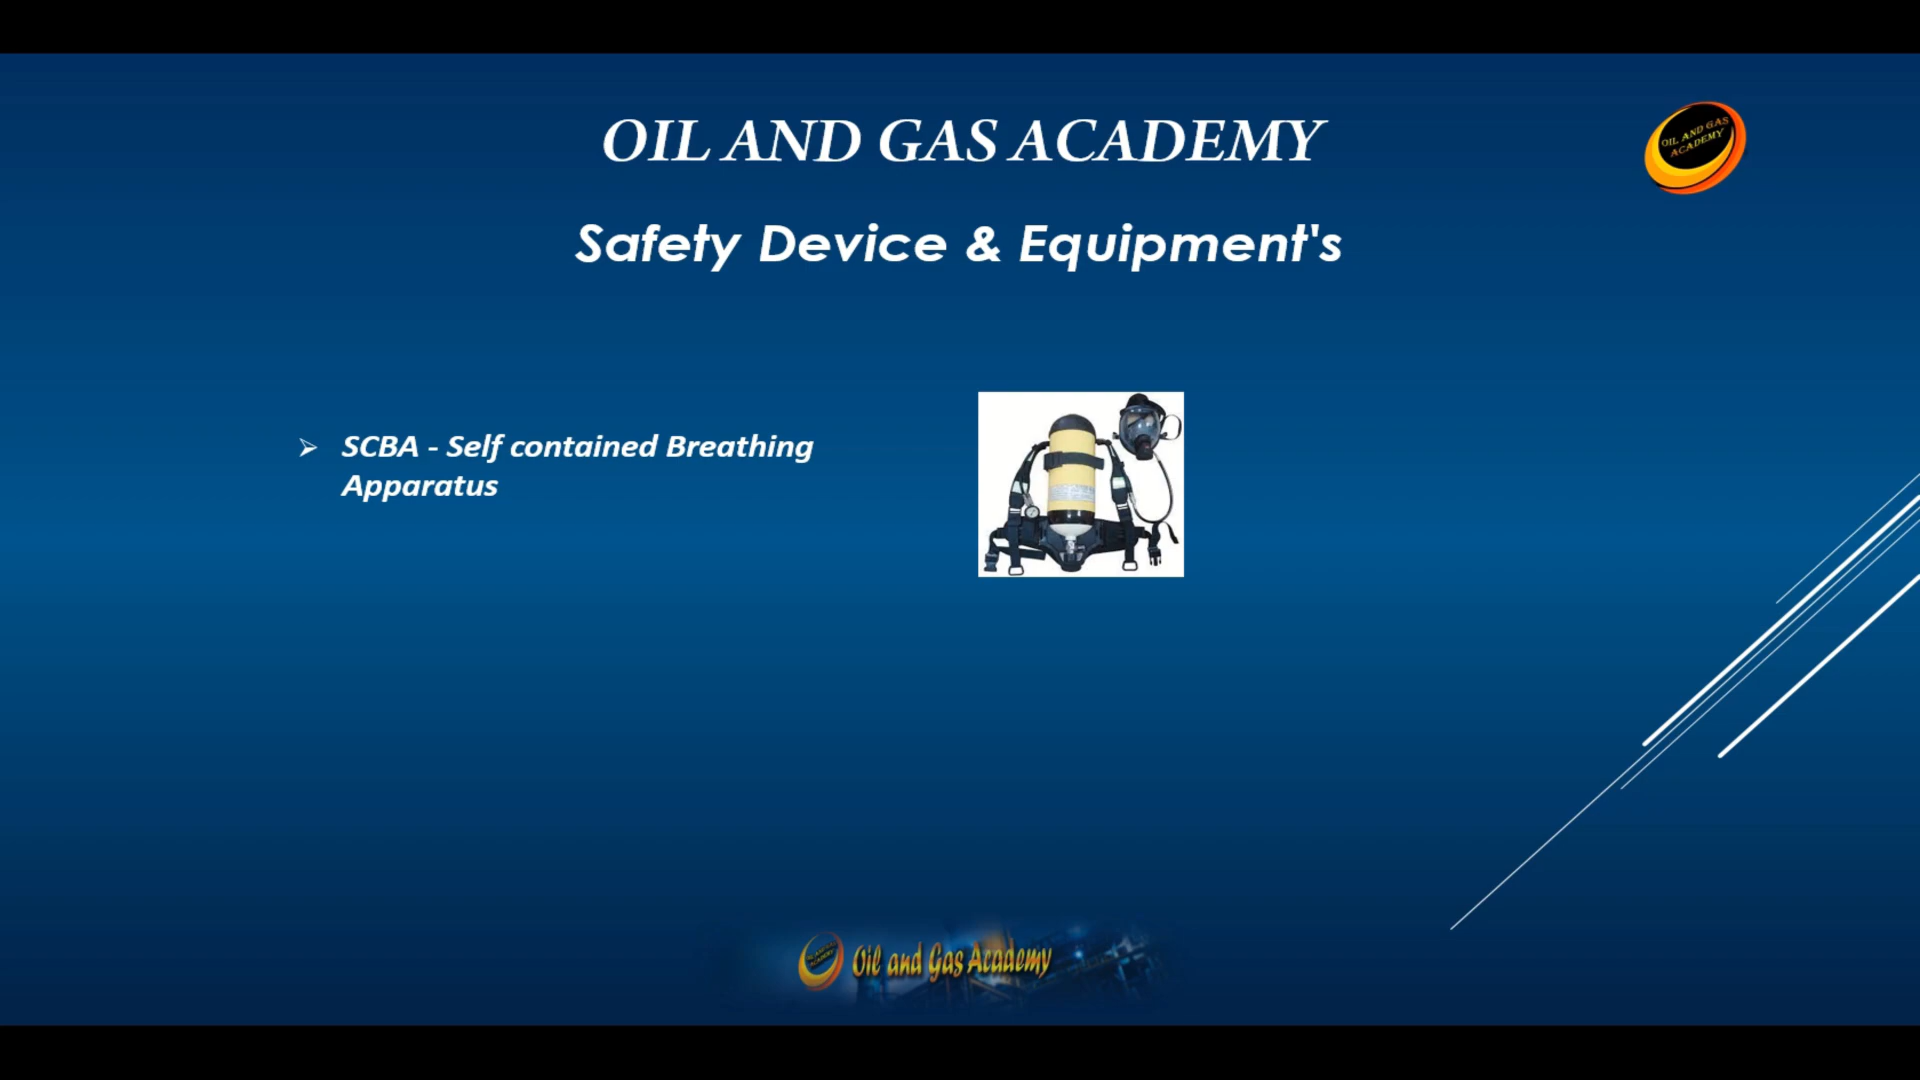 OIL AND GAS ACADEMY
OIL AND GAS
ACADEMY
Safety Device & Equipment's
SCBA - Self contained Breathing
Apparatus
Oil and Gas Academy